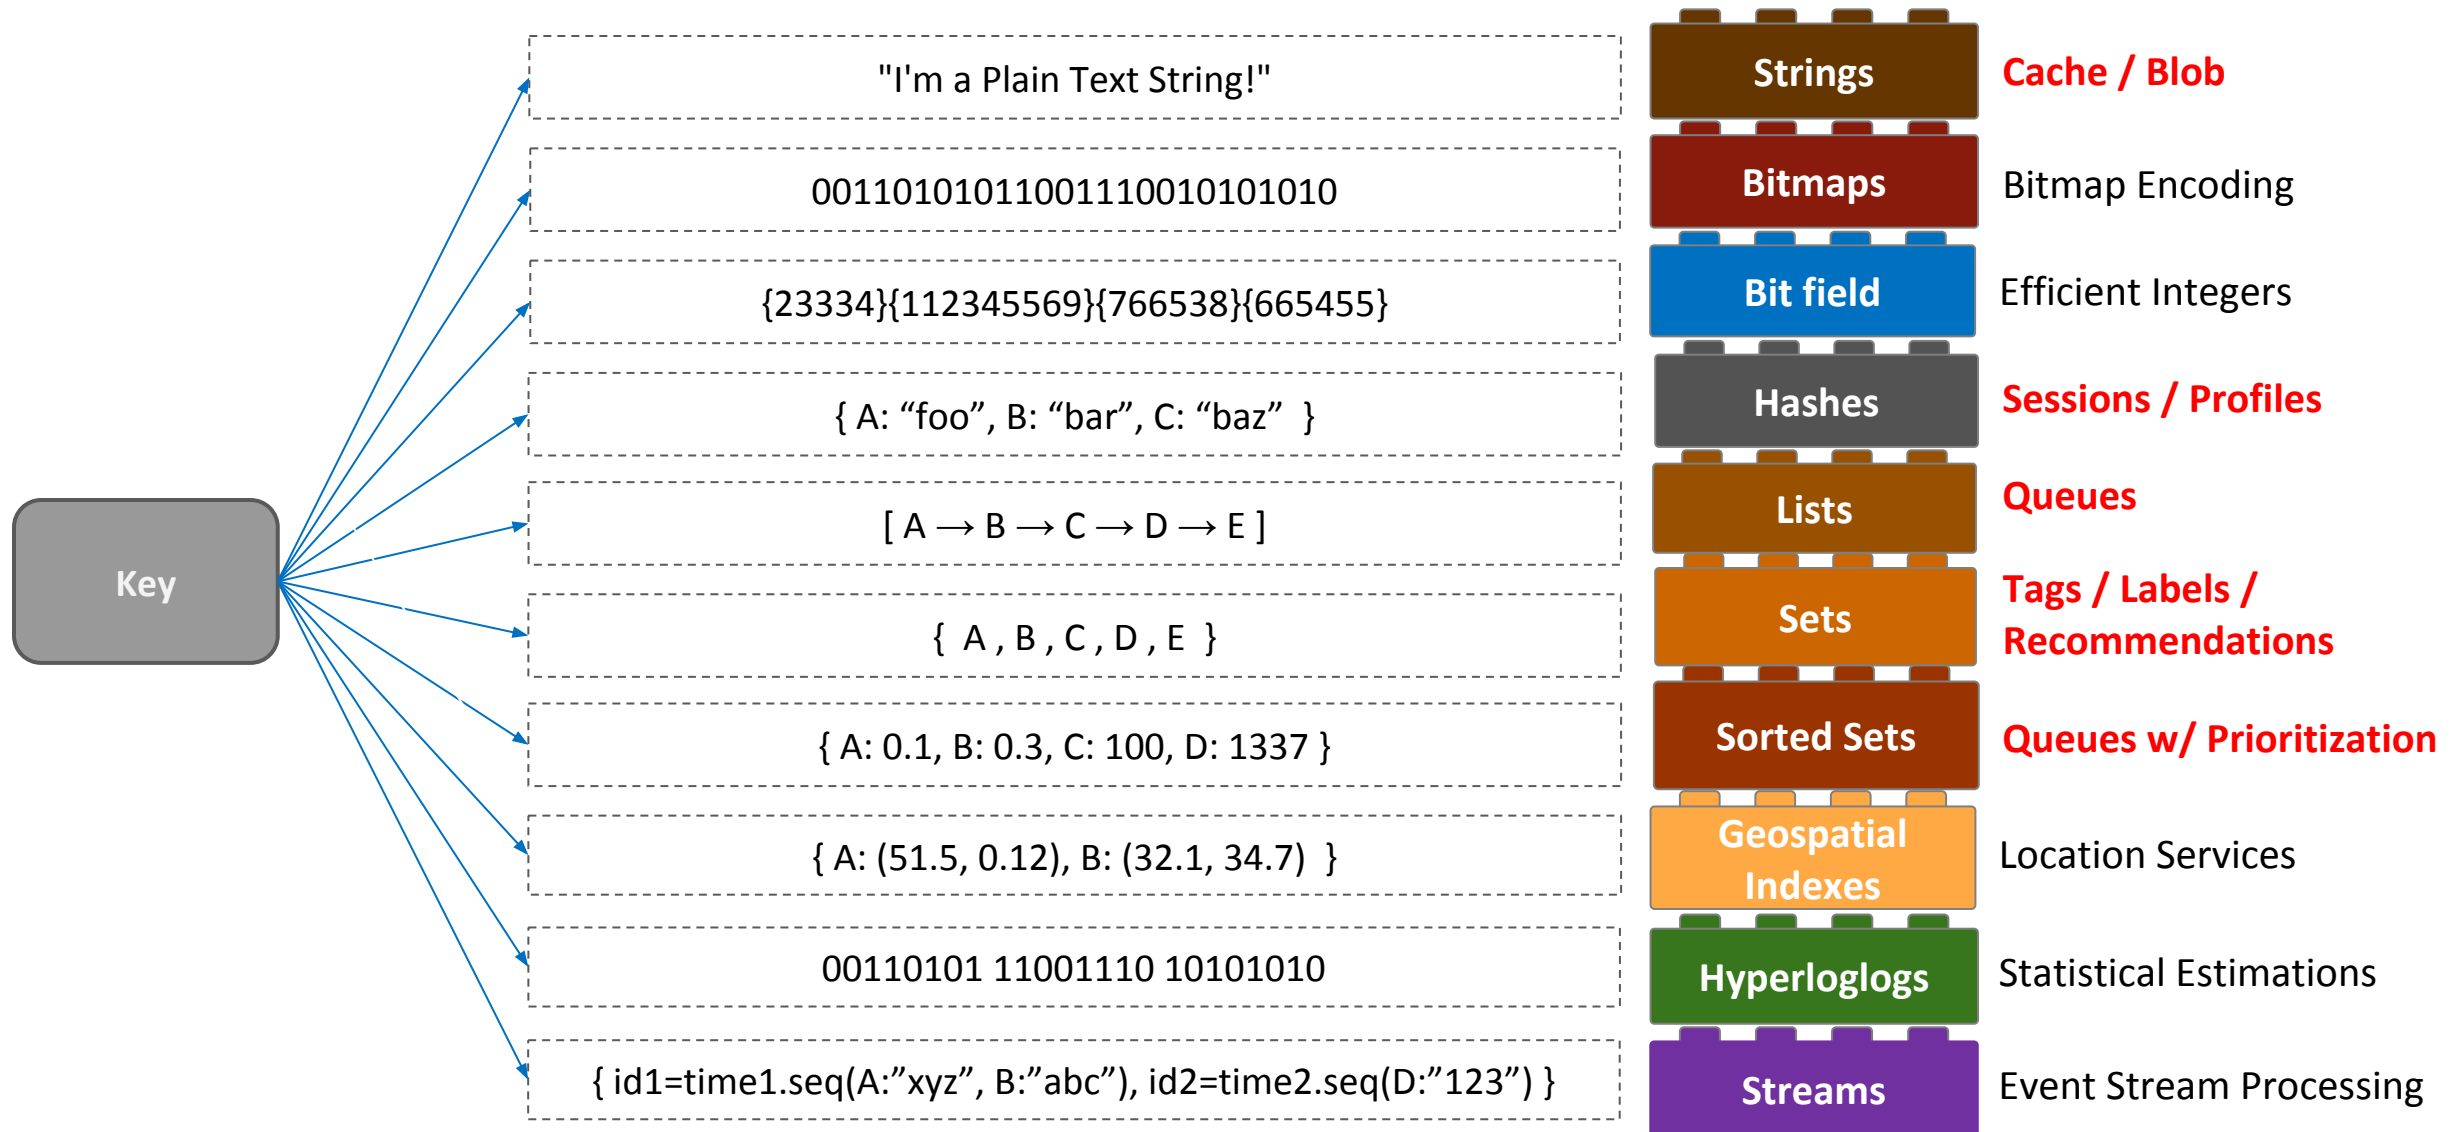 "I'm a Plain Text String!"
Strings
Cache / Blob
00110101011001110010101010
Bitmaps
Bitmap Encoding
{23334}{112345569}{766538}{665455}
Bit field
Efficient Integers
{ A: “foo”, B: “bar”, C: “baz” }
Hashes
Sessions / Profiles
[ A → B → C → D → E ]
Lists
Queues
Key
{ A , B , C , D , E }
Sets
Tags / Labels /
Recommendations
{ A: 0.1, B: 0.3, C: 100, D: 1337 }
Sorted Sets
Queues w/ Prioritization
{ A: (51.5, 0.12), B: (32.1, 34.7) }
Geospatial
Indexes
Location Services
00110101 11001110 10101010
Hyperloglogs
Statistical Estimations
{ id1=time1.seq(A:”xyz”, B:”abc”), id2=time2.seq(D:”123”) }
Streams
Event Stream Processing